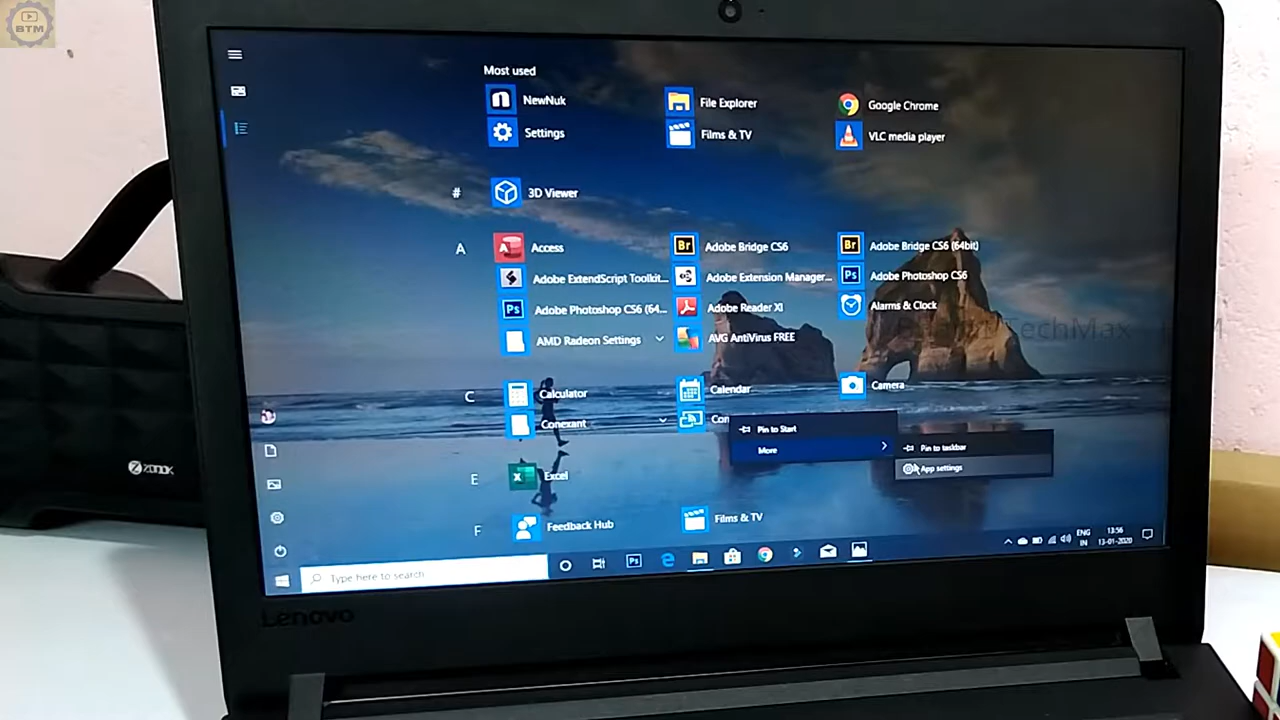 BTM
Most used
NewNuk
File Explorer
Google Chrome
Settings
Films & TV
VLC media player
#
3D Viewer
A
Access
Adobe Bridge CS6
Adobe Bridge CS6 (64bit)
Adobe ExtendScript Toolkit...
Adobe Extension Manager...
Adobe Photoshop CS6
Adobe Photoshop CS6 (64...
Adobe Reader XI
Alarms & Clock
AMD Radeon Settings
AVG AntiVirus FREE
TechMax
C
Calculator
Calendar
Camera
Conexant
Con
Pin to Start
More
Pin to taskbar
App settings
E
Excel
F
Feedback Hub
Films & TV
Type here to search
ENG
IN
13:56
13-01-2020
Lenovo
ZOOOK